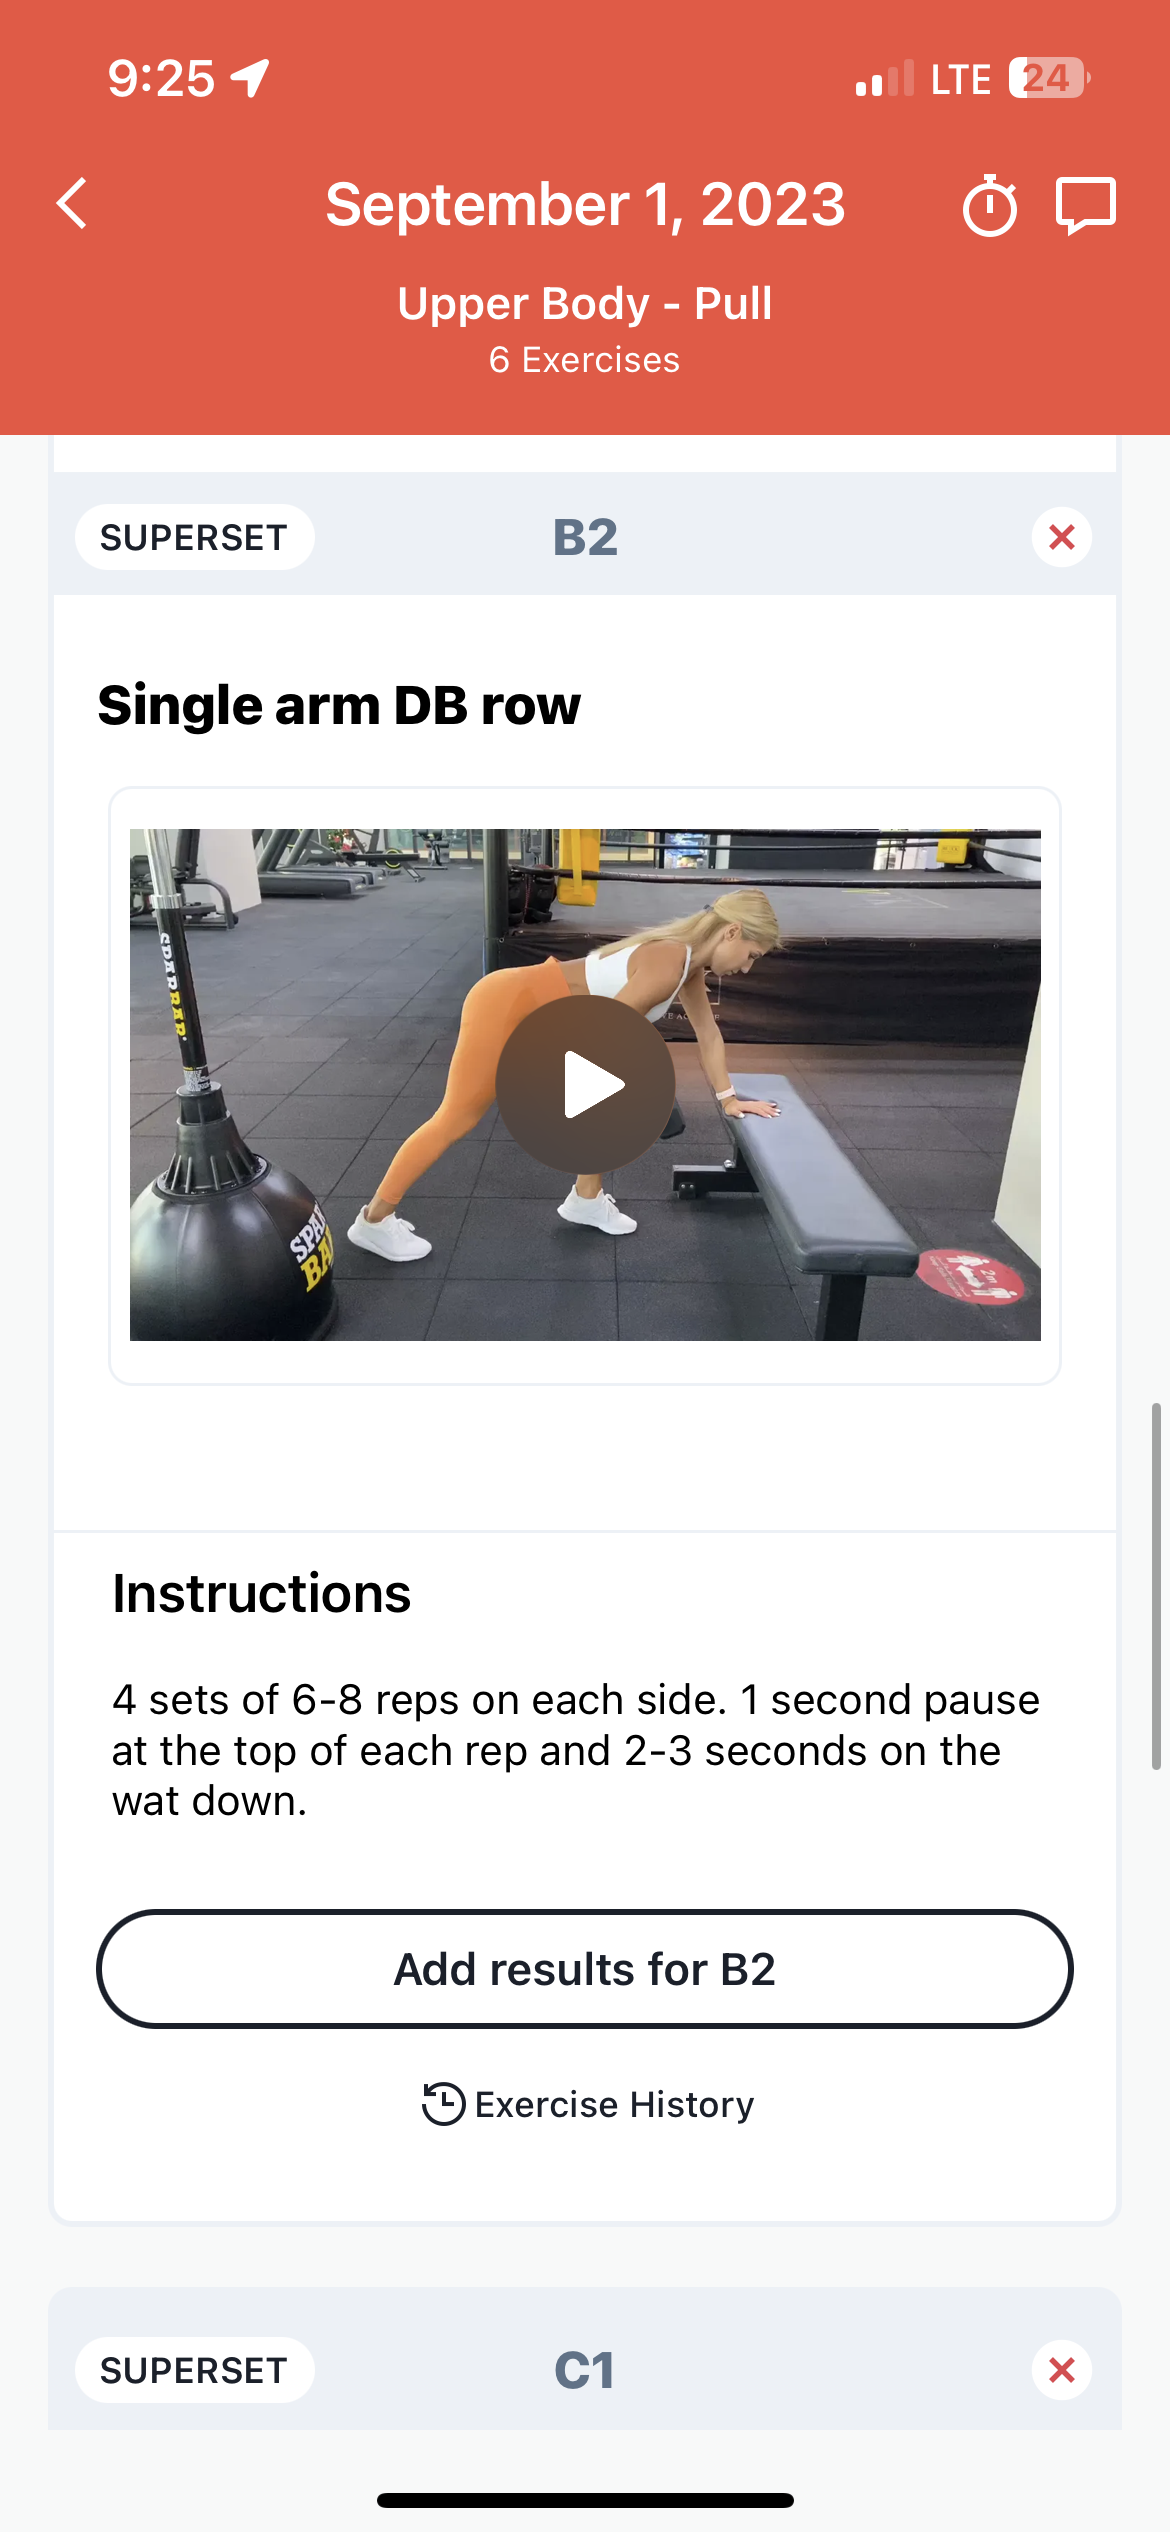 9:25
LTE 24
September 1, 2023
Upper Body - Pull
6 Exercises
SUPERSET
B2
Single arm DB row
SPARBAR
SPAR
BA
2m
Instructions
4 sets of 6-8 reps on each side. 1 second pause
at the top of each rep and 2-3 seconds on the
wat down.
Add results for B2
Exercise History
SUPERSET
C1